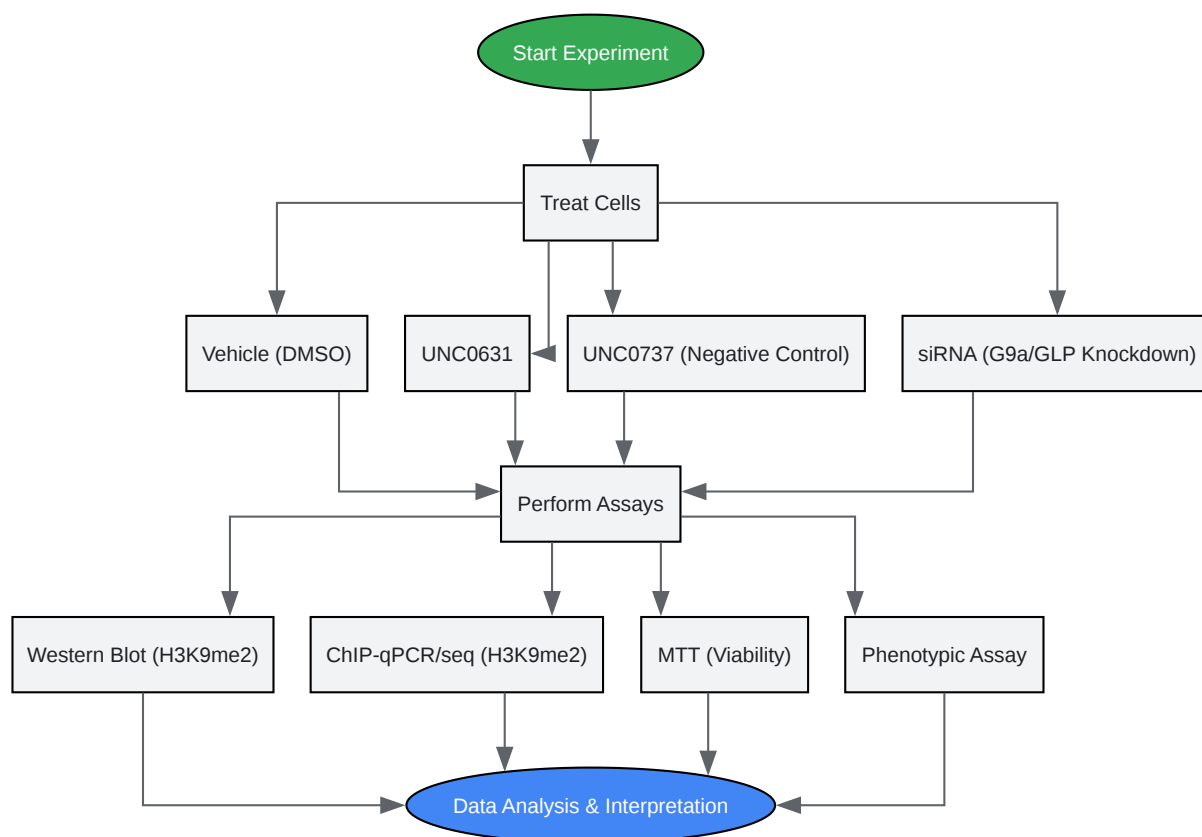 Start Experiment
Treat Cells
Vehicle (DMSO)
UNC0631
UNC0737 (Negative Control)
siRNA (G9a/GLP Knockdown)
Perform Assays
Western Blot (H3K9me2)
ChIP-qPCR/seq (H3K9me2)
MTT (Viability)
Phenotypic Assay
Data Analysis & Interpretation